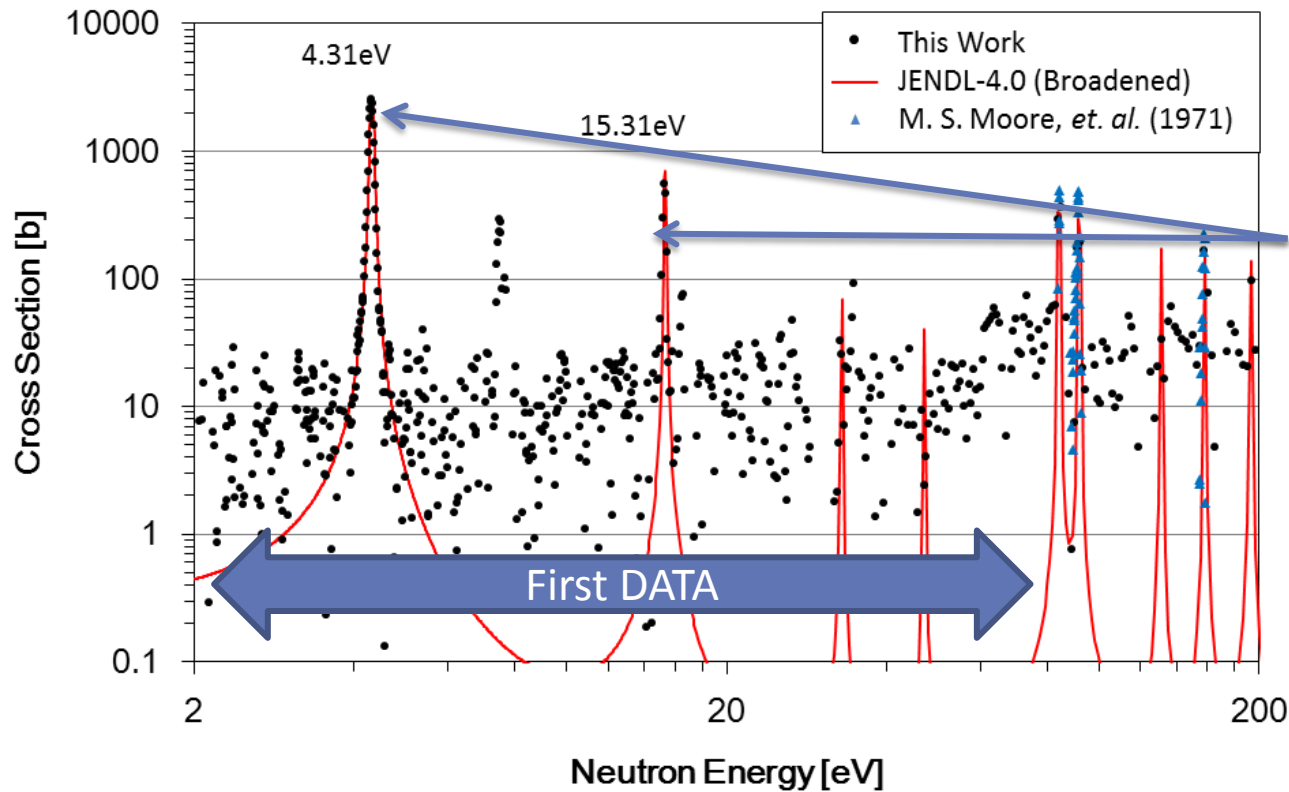 10000
1000
100
10
1
0.1
Cross Section [b]
4.31eV
15.31eV
This Work
JENDL-4.0 (Broadened)
M. S. Moore, et. al. (1971)
First DATA
2
20
200
Neutron Energy [eV]